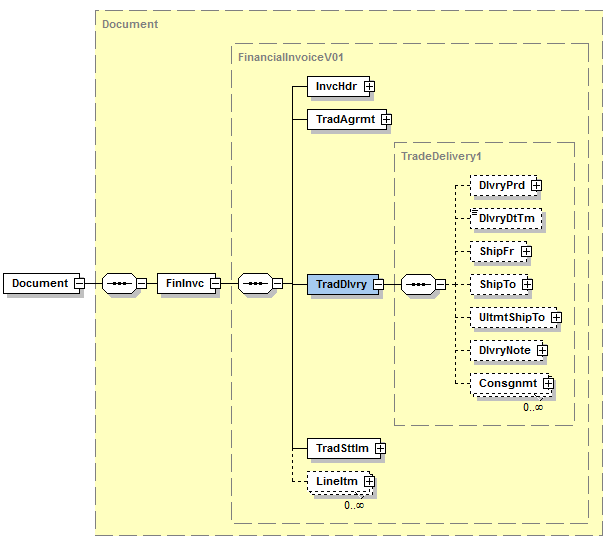 Document
FinancialInvoiceV01
InvcHdr
TradAgrmt
TradeDelivery1
DlvryPrd
DlvryDtTm
ShipFr
Document
FinInvc
TradDlvry
ShipTo
UltmtShipTo
DlvryNote
Consgnmt
0..∞
TradSttlm
LineItm
0..∞